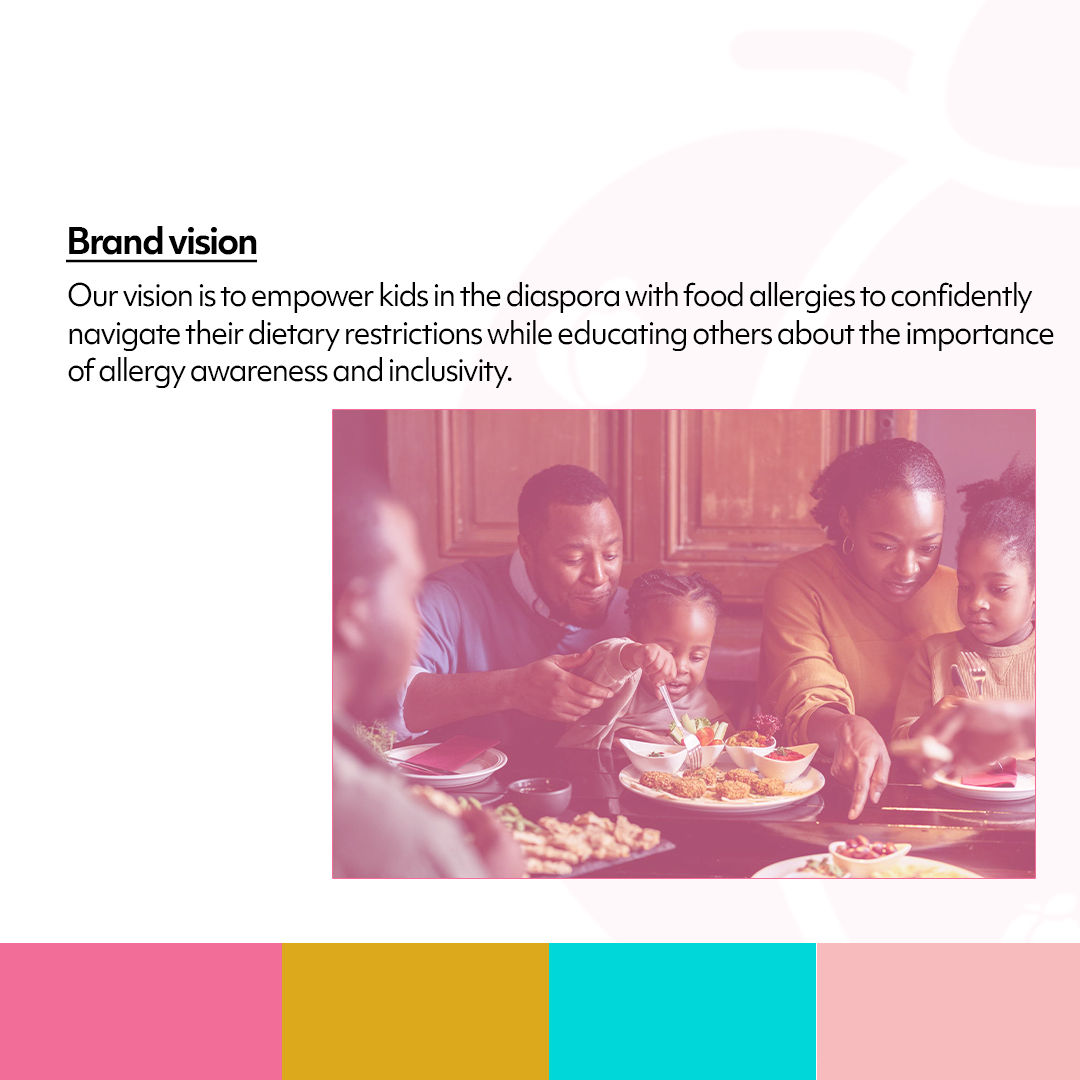 Brand vision
Our vision is to empower kids in the diaspora with food allergies to confidently
navigate their dietary restrictions while educating others about the importance
of allergy awareness and inclusivity.